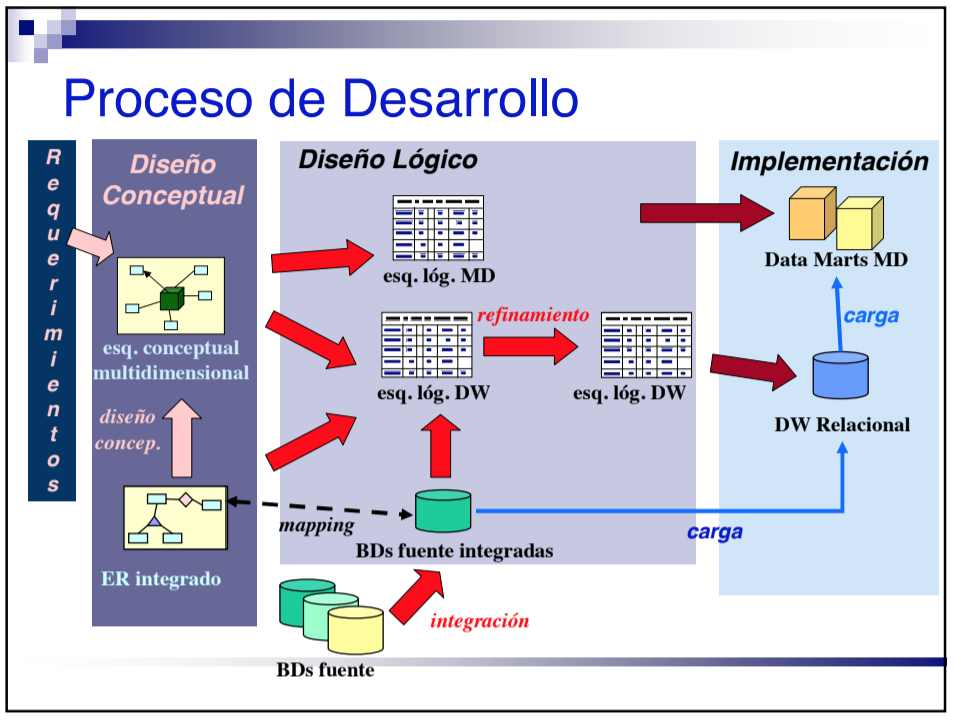 Proceso de Desarrollo
Requerimientos
Diseño
Conceptual
esq. conceptual
multidimensional
diseño
concep.
ER integrado
Diseño Lógico
esq. lóg. MD
refinamiento
esq. lóg. DW
esq. lóg. DW
mapping
BDs fuente integradas
integración
BDs fuente
carga
Implementación
Data Marts MD
carga
DW Relacional